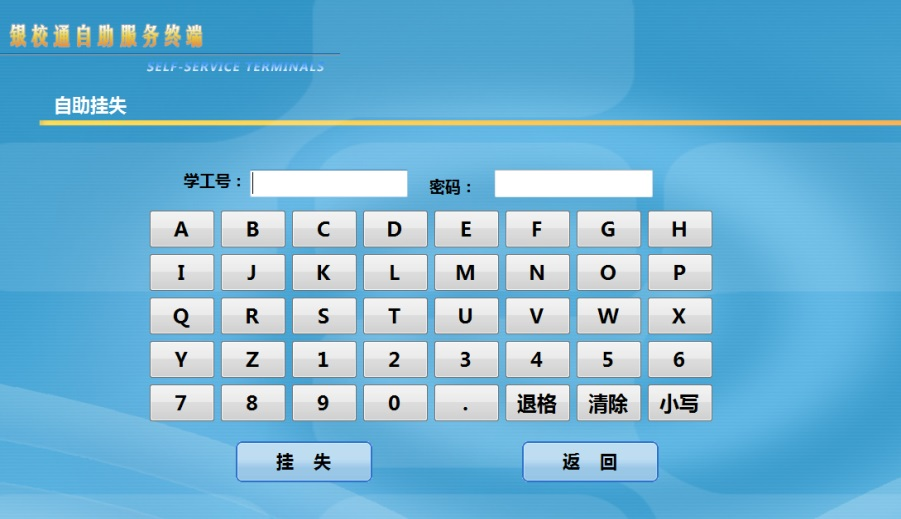 银校通自助服务终端
SELF-SERVICE TERMINALS
自助挂失
学工号： 密码：
A B C D E F G H
I J K L M N O P
Q R S T U V W X
Y Z 1 2 3 4 5 6
7 8 9 0 . 退格 清除 小写
挂 失 返 回